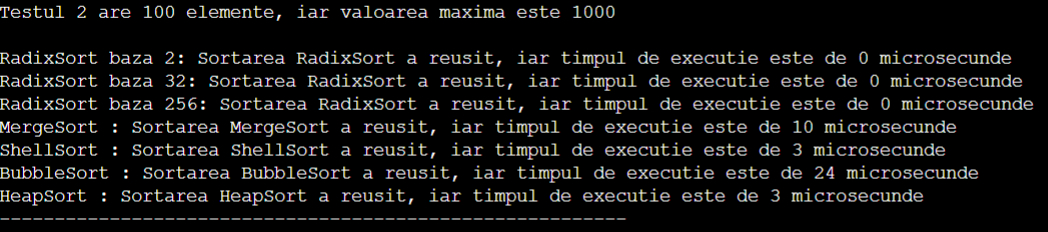 Testul 2 are 100 elemente, iar valoarea maxima este 1000
RadixSort baza 2: Sortarea RadixSort a reusit, iar timpul de executie este de 0 microsecunde
RadixSort baza 32: Sortarea RadixSort a reusit, iar timpul de executie este de 0 microsecunde
RadixSort baza 256: Sortarea RadixSort a reusit, iar timpul de executie este de 0 microsecunde
MergeSort : Sortarea MergeSort a reusit, iar timpul de executie este de 10 microsecunde
ShellSort : Sortarea ShellSort a reusit, iar timpul de executie este de 3 microsecunde
BubbleSort : Sortarea BubbleSort a reusit, iar timpul de executie este de 24 microsecunde
HeapSort : Sortarea HeapSort a reusit, iar timpul de executie este de 3 microsecunde
---------------------------------------------------------